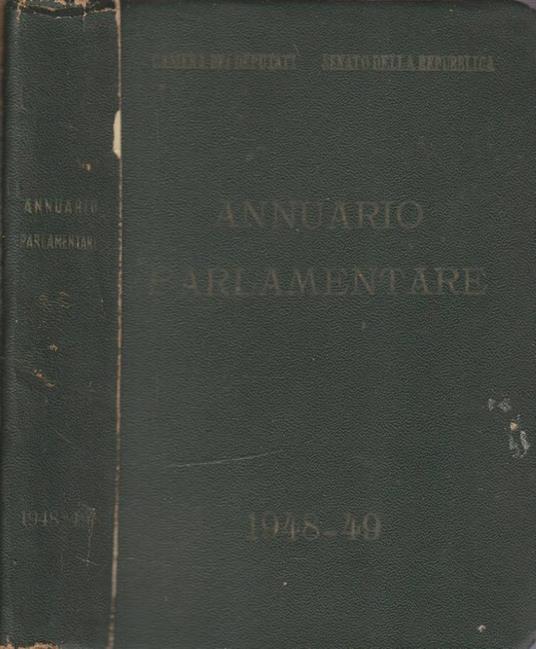 CAMERA DEI DEPUTATI SENATO DELLA REPUBBLICA
ANNUARIO
PARLAMENTARE
1948-49
ANNUARIO
PARLAMENTARE
1948-49